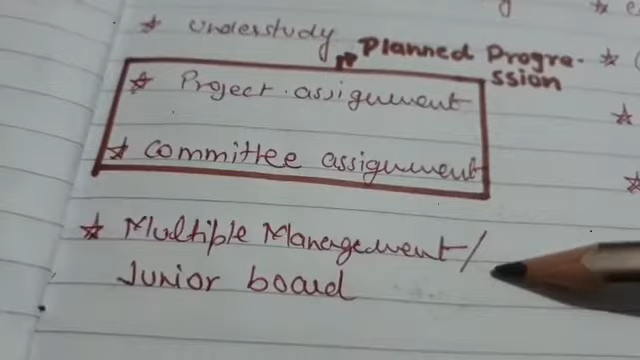 * Understudy
Planned Progre-
ssion
* Project assignment
* Committee assignment
* Multiple Management/
Junior board